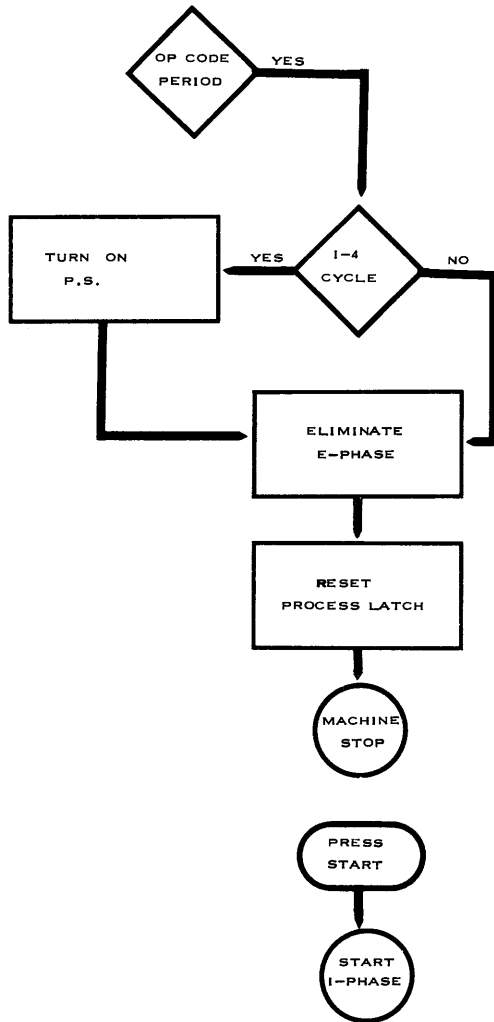 OP CODE
PERIOD
YES
I-4
CYCLE
YES
NO
TURN ON
P.S.
ELIMINATE
E-PHASE
RESET
PROCESS LATCH
MACHINE
STOP
PRESS
START
START
I-PHASE